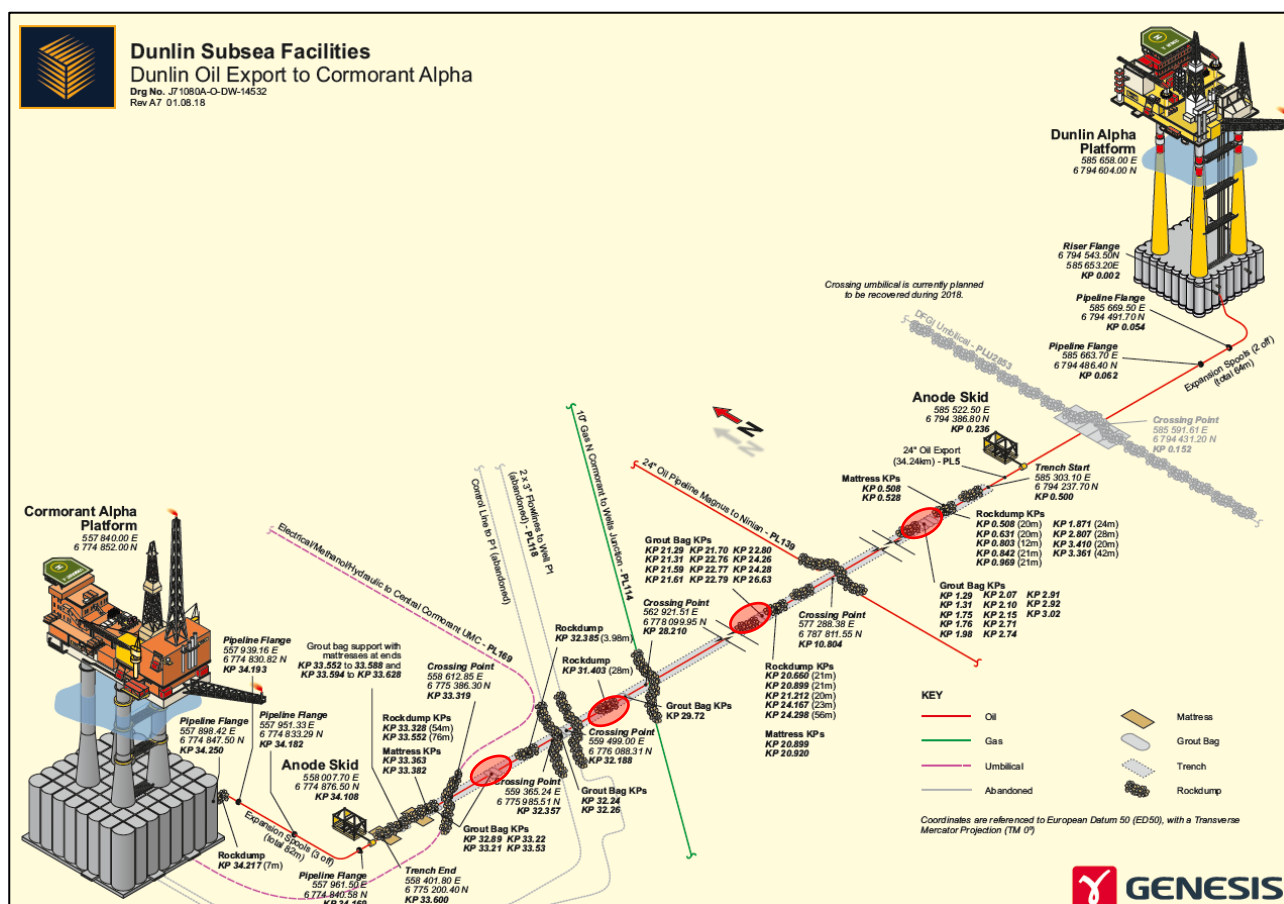 Dunlin Subsea Facilities
Dunlin Oil Export to Cormorant Alpha
Drg No. J71080A-O-DW-14532
Rev A7 01.08.18
Dunlin Alpha
Platform
585 658.00 E
6 794 604.00 N
Riser Flange
6 794 543.50N
585 653.20E
KP 0.002
Crossing umbilical is currently planned
to be recovered during 2018.
Pipeline Flange
585 669.50 E
6 794 491.70 N
KP 0.054
DFGI Umbilical - PLU2853
Pipeline Flange
585 663.70 E
6 794 486.40 N
KP 0.062
Expansion Spools (2 off)
(total 64m)
Anode Skid
585 522.50 E
6 794 386.80 N
KP 0.236
Crossing Point
585 591.61 E
6 794 431.20 N
KP 0.152
N
N
24" Oil Export
(34.24km) - PL5
Trench Start
585 303.10 E
6 794 237.70 N
KP 0.500
Mattress KPs
KP 0.508
KP 0.528
Rockdump KPs
KP 0.508 (20m) KP 1.871 (24m)
KP 0.631 (20m) KP 2.807 (28m)
KP 0.803 (12m) KP 3.410 (20m)
KP 0.842 (21m) KP 3.361 (42m)
KP 0.969 (21m)
Grout Bag KPs
KP 1.29 KP 2.07 KP 2.91
KP 1.31 KP 2.10 KP 2.92
KP 1.75 KP 2.15 KP 3.02
KP 1.76 KP 2.71
KP 1.98 KP 2.74
24" Oil Pipeline Magnus to Ninian - PL139
10" Gas N Cormorant to Wells Junction - PL114
2 x 3" Flowlines to Well P1
(abandoned) - PL118
Control Line to P1 (abandoned)
Electrical/Methanol/Hydraulic to Central Cormorant UMC - PL169
Grout Bag KPs
KP 21.29 KP 21.70 KP 22.80
KP 21.31 KP 22.76 KP 24.26
KP 21.59 KP 22.77 KP 24.28
KP 21.61 KP 22.79 KP 26.63
Crossing Point
562 921.51 E
6 778 099.95 N
KP 28.210
Crossing Point
577 288.38 E
6 787 811.55 N
KP 10.804
Rockdump KPs
KP 20.660 (21m)
KP 20.899 (21m)
KP 21.212 (20m)
KP 24.167 (23m)
KP 24.298 (56m)
Mattress KPs
KP 20.899
KP 20.920
Cormorant Alpha
Platform
557 840.00 E
6 774 852.00 N
Pipeline Flange
557 939.16 E
6 774 830.82 N
KP 34.193
Grout bag support with
mattresses at ends
KP 33.552 to 33.588 and
KP 33.594 to KP 33.628
Crossing Point
558 612.85 E
6 775 386.30 N
KP 33.319
Rockdump
KP 32.385 (3.98m)
Rockdump
KP 31.403 (28m)
Grout Bag
KP 29.72
Pipeline Flange
557 898.42 E
6 774 847.50 N
KP 34.250
Pipeline Flange
557 951.33 E
6 774 833.29 N
KP 34.182
Rockdump KPs
KP 33.328 (54m)
KP 33.552 (76m)
Mattress KPs
KP 33.363
KP 33.382
Crossing Point
559 499.00 E
6 776 088.31 N
KP 32.188
Anode Skid
558 007.70 E
6 774 876.50 N
KP 34.108
Crossing Point
559 365.24 E
6 775 985.51 N
KP 32.357
Grout Bag KPs
KP 32.24
KP 32.26
Expansion Spools (3 off)
(total 82m)
Grout Bag KPs
KP 32.89 KP 33.22
KP 33.21 KP 33.53
Rockdump
KP 34.217 (7m)
Pipeline Flange
557 961.50 E
6 774 840.58 N
KP 34.169
Trench End
558 401.80 E
6 775 200.40 N
KP 33.600
KEY
Oil
Gas
Umbilical
Abandoned
Mattress
Grout Bag
Trench
Rockdump
Coordinates are referenced to European Datum 50 (ED50), with a Transverse
Mercator Projection (TM 0º)
GENESIS